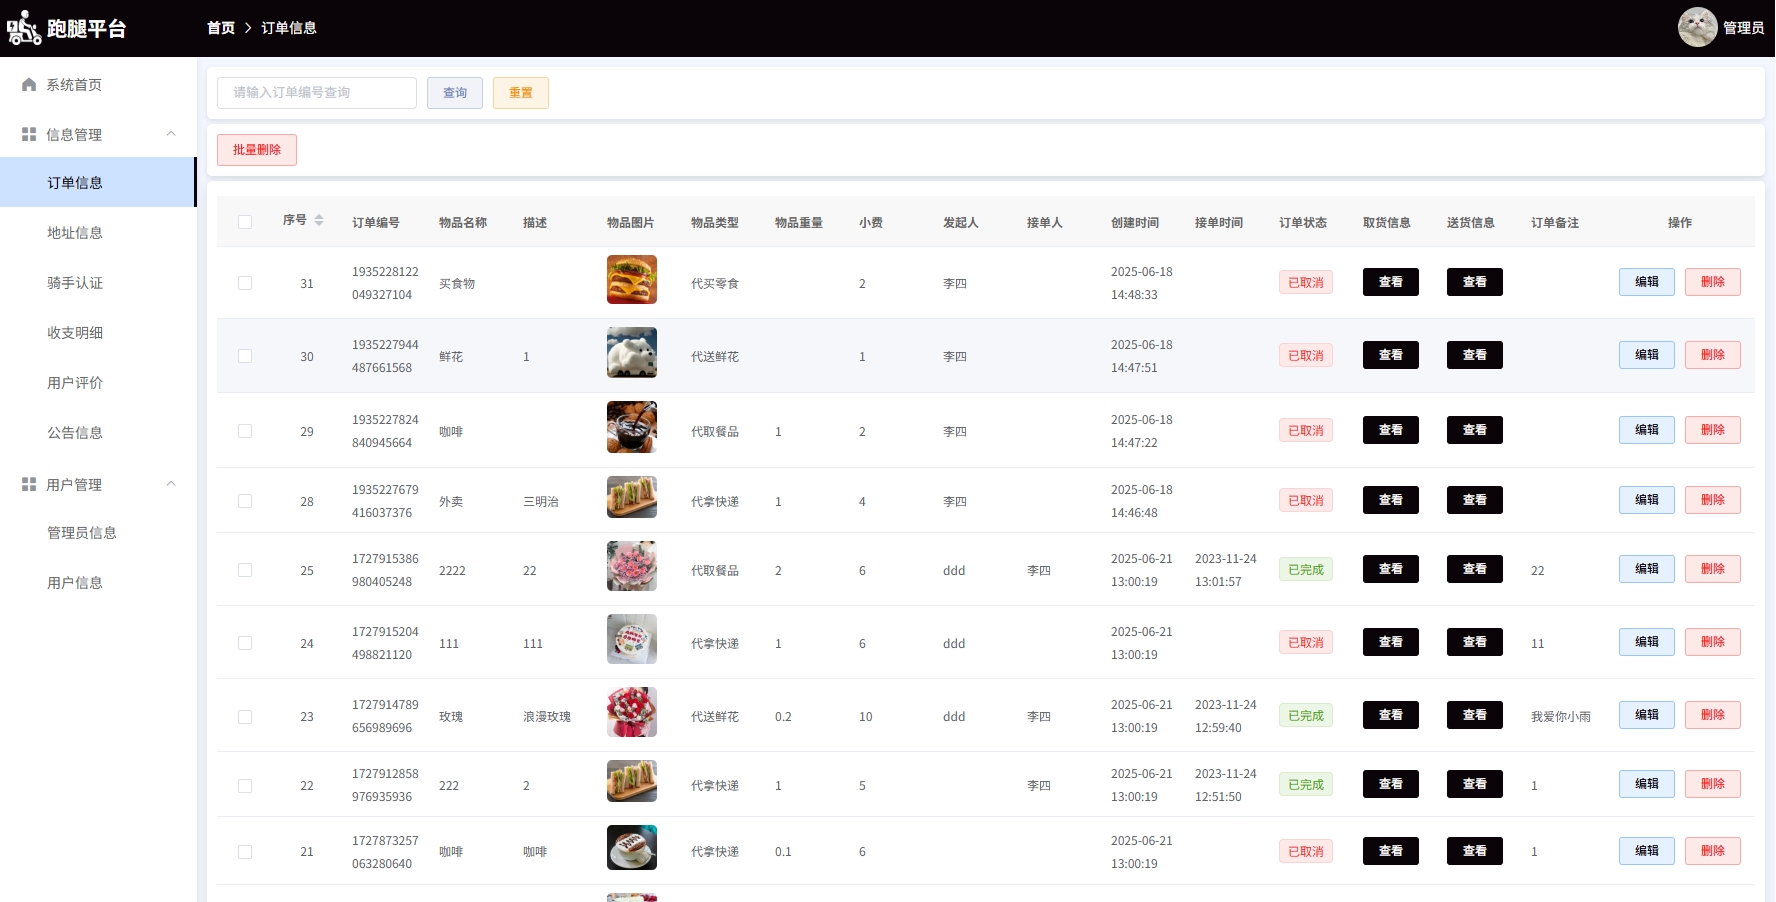 跑腿平台
首页 > 订单信息
管理员
系统首页
信息管理
订单信息
地址信息
骑手认证
收支明细
用户评价
公告信息
用户管理
管理员信息
用户信息
请输入订单编号查询 查询 重置
批量删除
序号 订单编号 物品名称 描述 物品图片 物品类型 物品重量 小费 发起人 接单人 创建时间 接单时间 订单状态 取货信息 送货信息 订单备注 操作
31 1935228122049327104 买食物 代买零食 2 李四 2025-06-18 14:48:33 已取消 查看 查看 编辑 删除
30 1935227944487661568 鲜花 1 代送鲜花 1 李四 2025-06-18 14:47:51 已取消 查看 查看 编辑 删除
29 1935227824840945664 咖啡 代取餐品 1 2 李四 2025-06-18 14:47:22 已取消 查看 查看 编辑 删除
28 1935227679416037376 外卖 三明治 代拿快递 1 4 李四 2025-06-18 14:46:48 已取消 查看 查看 编辑 删除
25 1727915386980405248 2222 22 代取餐品 2 6 ddd 李四 2025-06-21 13:00:19 2023-11-24 13:01:57 已完成 查看 查看 22 编辑 删除
24 1727915204498821120 111 111 代拿快递 1 6 ddd 2025-06-21 13:00:19 已取消 查看 查看 11 编辑 删除
23 1727914789656989696 玫瑰 浪漫玫瑰 代送鲜花 0.2 10 ddd 李四 2025-06-21 13:00:19 2023-11-24 12:59:40 已完成 查看 查看 我爱你小雨 编辑 删除
22 1727912858976935936 222 2 代拿快递 1 5 李四 2025-06-21 13:00:19 2023-11-24 12:51:50 已完成 查看 查看 1 编辑 删除
21 1727873257063280640 咖啡 咖啡 代拿快递 0.1 6 2025-06-21 13:00:19 已取消 查看 查看 1 编辑 删除